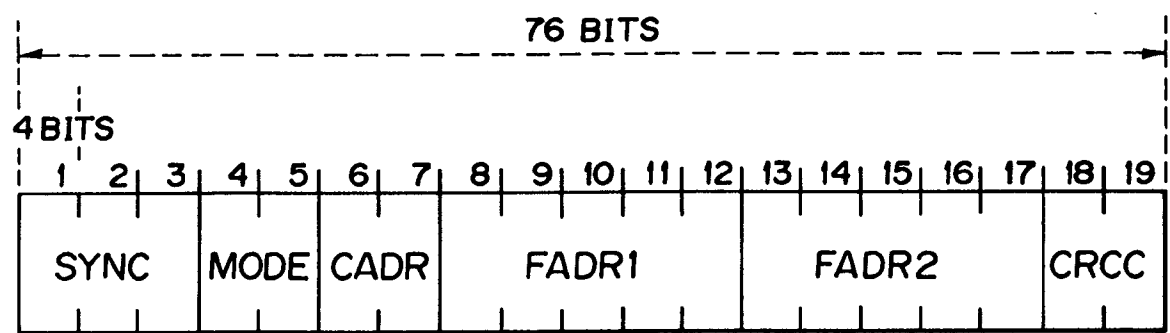 76 BITS
4 BITS
1 2 3 4 5 6 7 8 9 10 11 12 13 14 15 16 17 18 19
SYNC MODE CADR FADR1 FADR2 CRCC